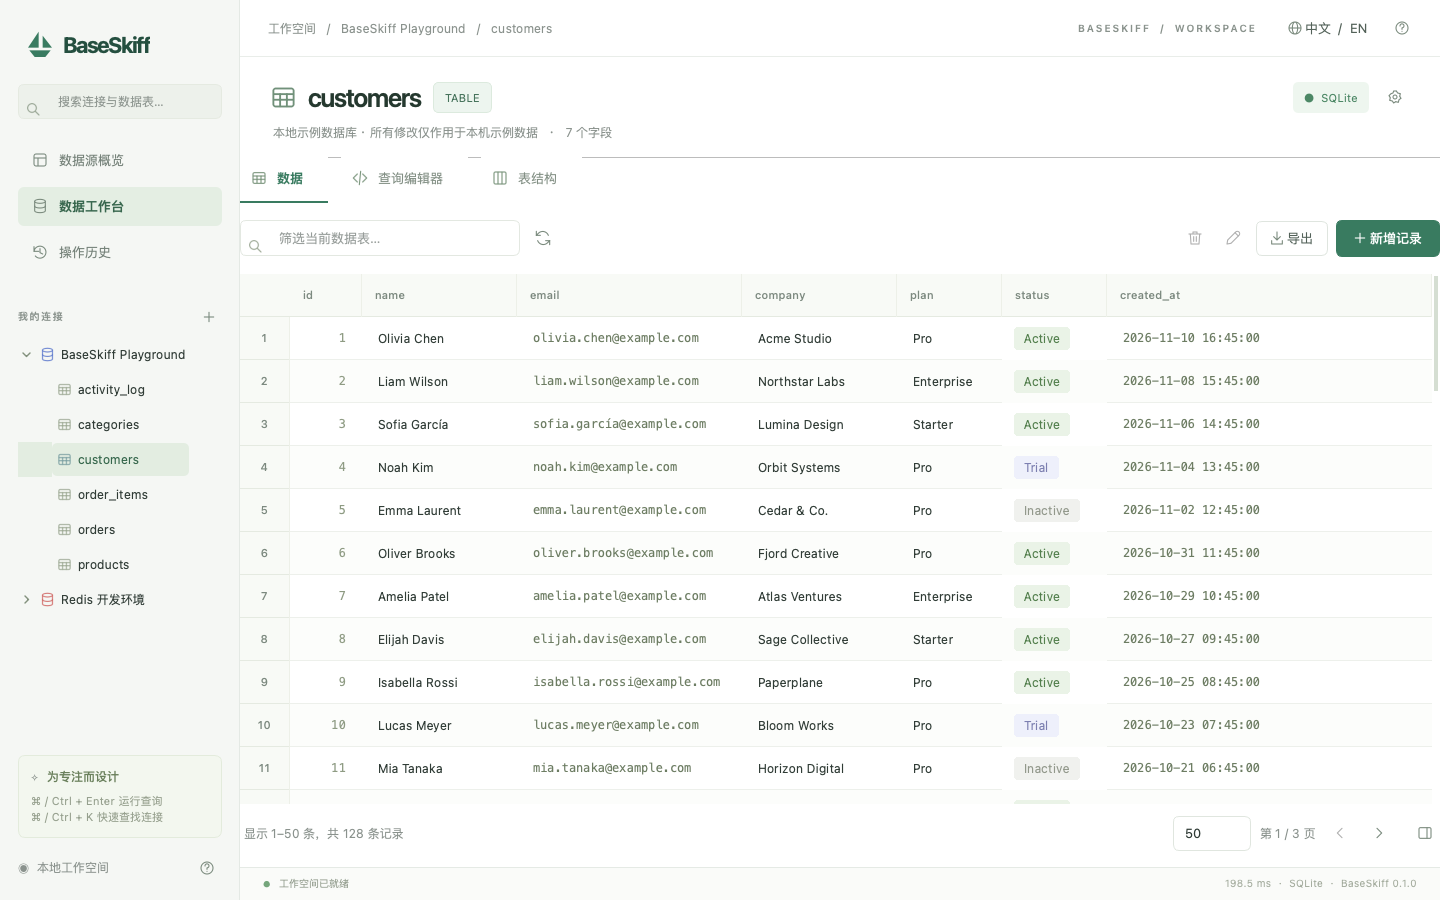 BaseSkiff
搜索连接与数据表...
数据源概览
数据工作台
操作历史
我的连接
BaseSkiff Playground
activity_log
categories
customers
order_items
orders
products
Redis 开发环境
为专注而设计
⌘ / Ctrl + Enter 运行查询
⌘ / Ctrl + K 快速查找连接
本地工作空间
工作空间 / BaseSkiff Playground / customers
BASESKIFF / WORKSPACE
中文 / EN
customers TABLE
SQLite
本地示例数据库 · 所有修改仅作用于本机示例数据 · 7 个字段
数据 查询编辑器 表结构
筛选当前数据表...
导出
新增记录
id name email company plan status created_at
1 1 Olivia Chen olivia.chen@example.com Acme Studio Pro Active 2026-11-10 16:45:00
2 2 Liam Wilson liam.wilson@example.com Northstar Labs Enterprise Active 2026-11-08 15:45:00
3 3 Sofia García sofia.garcía@example.com Lumina Design Starter Active 2026-11-06 14:45:00
4 4 Noah Kim noah.kim@example.com Orbit Systems Pro Trial 2026-11-04 13:45:00
5 5 Emma Laurent emma.laurent@example.com Cedar & Co. Pro Inactive 2026-11-02 12:45:00
6 6 Oliver Brooks oliver.brooks@example.com Fjord Creative Pro Active 2026-10-31 11:45:00
7 7 Amelia Patel amelia.patel@example.com Atlas Ventures Enterprise Active 2026-10-29 10:45:00
8 8 Elijah Davis elijah.davis@example.com Sage Collective Starter Active 2026-10-27 09:45:00
9 9 Isabella Rossi isabella.rossi@example.com Paperplane Pro Active 2026-10-25 08:45:00
10 10 Lucas Meyer lucas.meyer@example.com Bloom Works Pro Trial 2026-10-23 07:45:00
11 11 Mia Tanaka mia.tanaka@example.com Horizon Digital Pro Inactive 2026-10-21 06:45:00
显示 1–50 条，共 128 条记录
50
第 1 / 3 页
工作空间已就绪
198.5 ms · SQLite · BaseSkiff 0.1.0